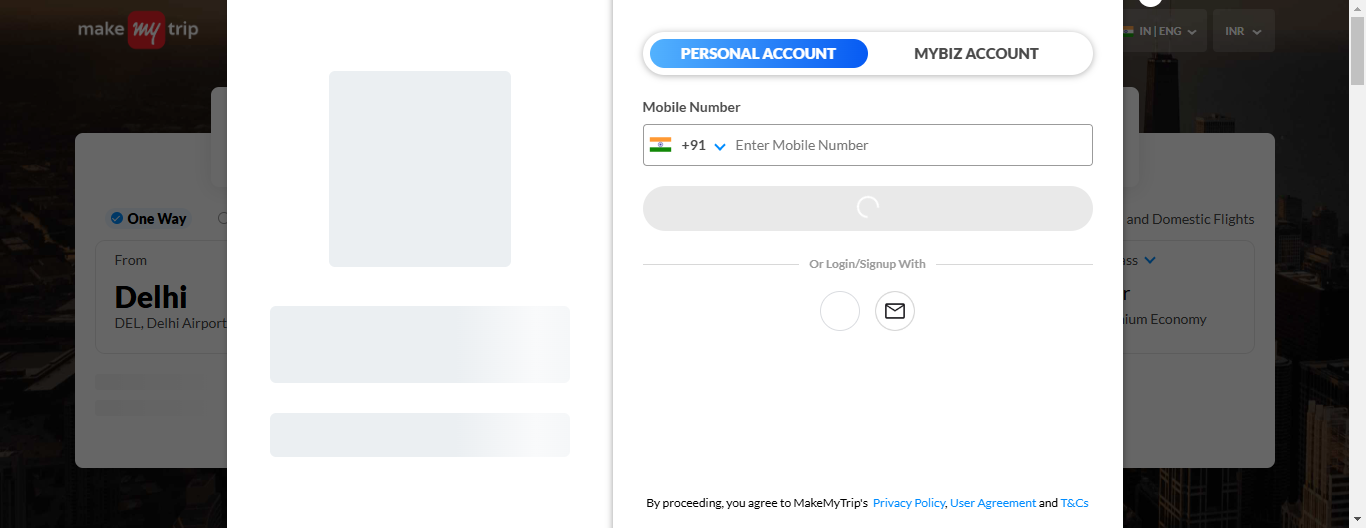 make my trip
IN | ENG
INR
PERSONAL ACCOUNT
MYBIZ ACCOUNT
Mobile Number
+91 Enter Mobile Number
Or Login/Signup With
By proceeding, you agree to MakeMyTrip's Privacy Policy, User Agreement and T&Cs
One Way
and Domestic Flights
From
Delhi
DEL, Delhi Airport
Economy